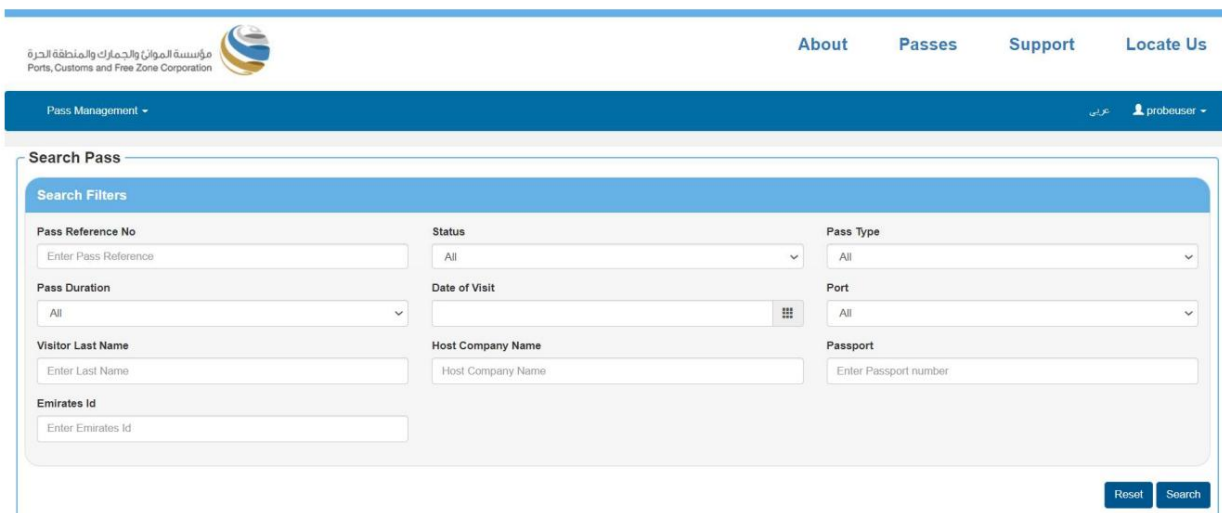 مؤسسة الموانئ والجمارك والمنطقة الحرة
Ports, Customs and Free Zone Corporation
About Passes Support Locate Us
Pass Management عربي probeuser
Search Pass
Search Filters
Pass Reference No Status Pass Type
Enter Pass Reference All All
Pass Duration Date of Visit Port
All All
Visitor Last Name Host Company Name Passport
Enter Last Name Host Company Name Enter Passport number
Emirates Id
Enter Emirates Id
Reset Search